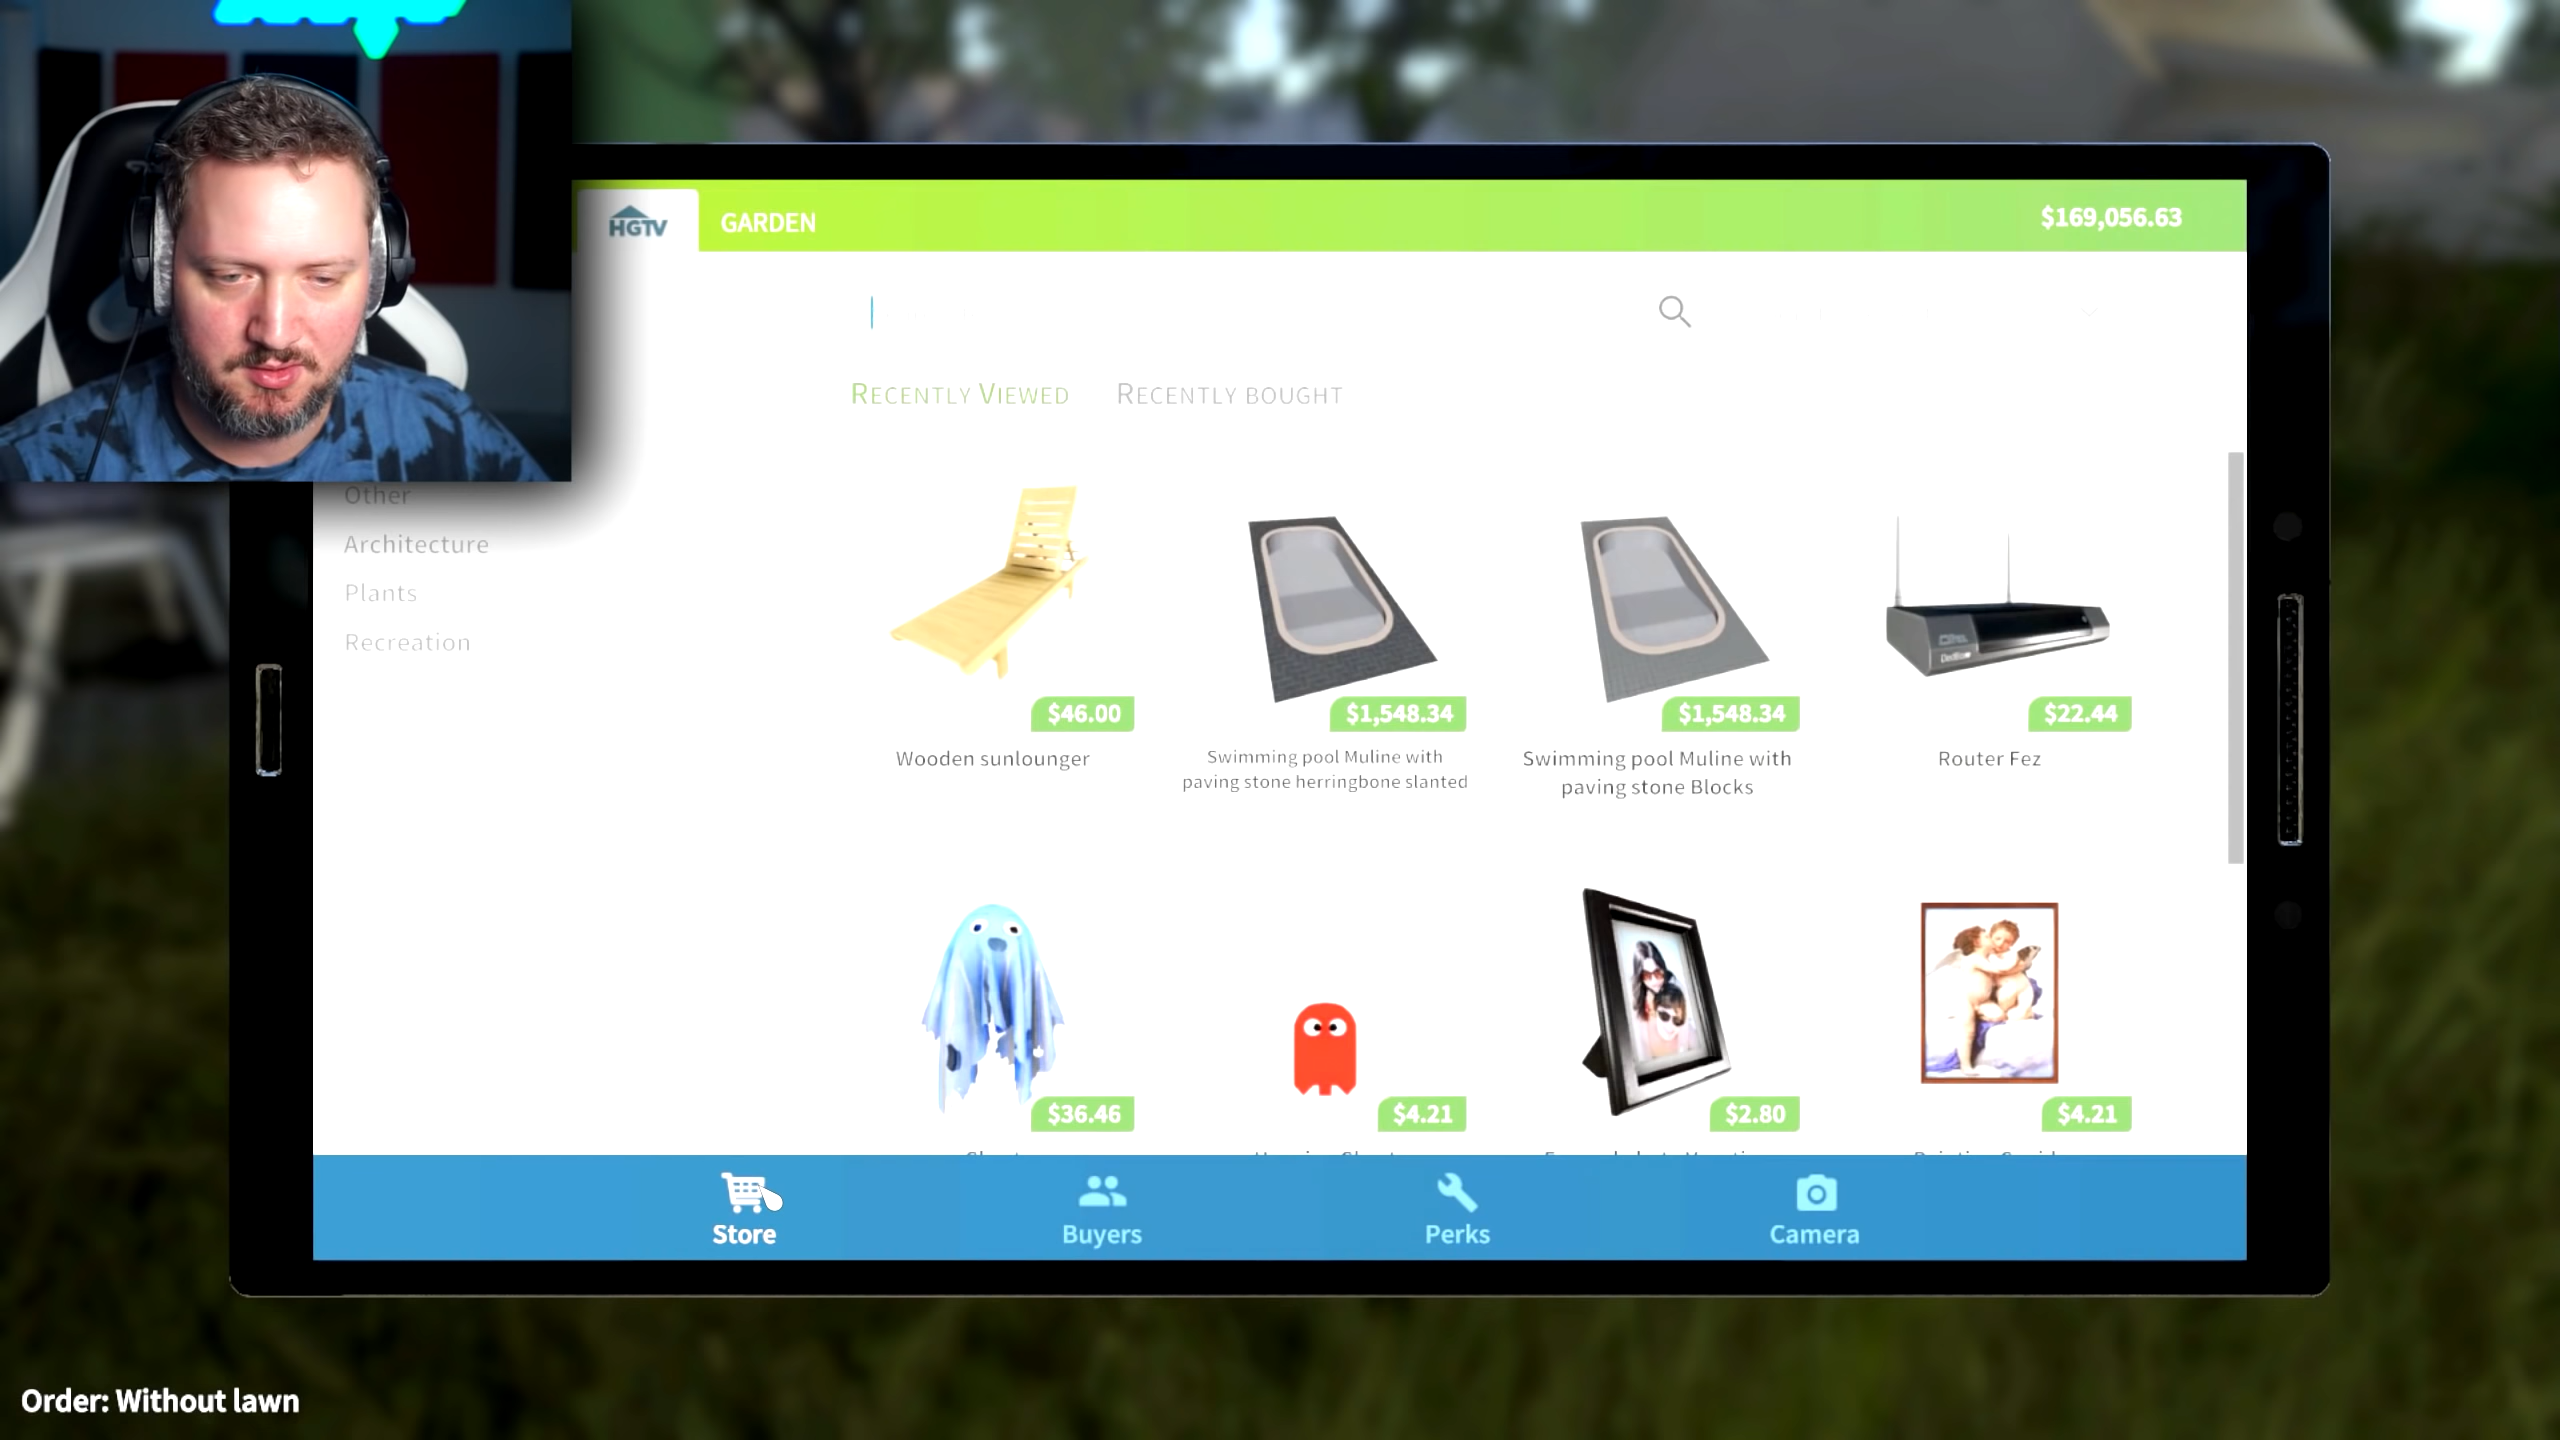 HGTV
GARDEN
$169,056.63
RECENTLY VIEWED
RECENTLY BOUGHT
Other
Architecture
Plants
Recreation
$46.00
$1,548.34
$1,548.34
$22.44
Wooden sunlounger
Swimming pool Muline with
paving stone herringbone slanted
Swimming pool Muline with
paving stone Blocks
Router Fez
$36.46
$4.21
$2.80
$4.21
Store
Buyers
Perks
Camera
Order: Without lawn